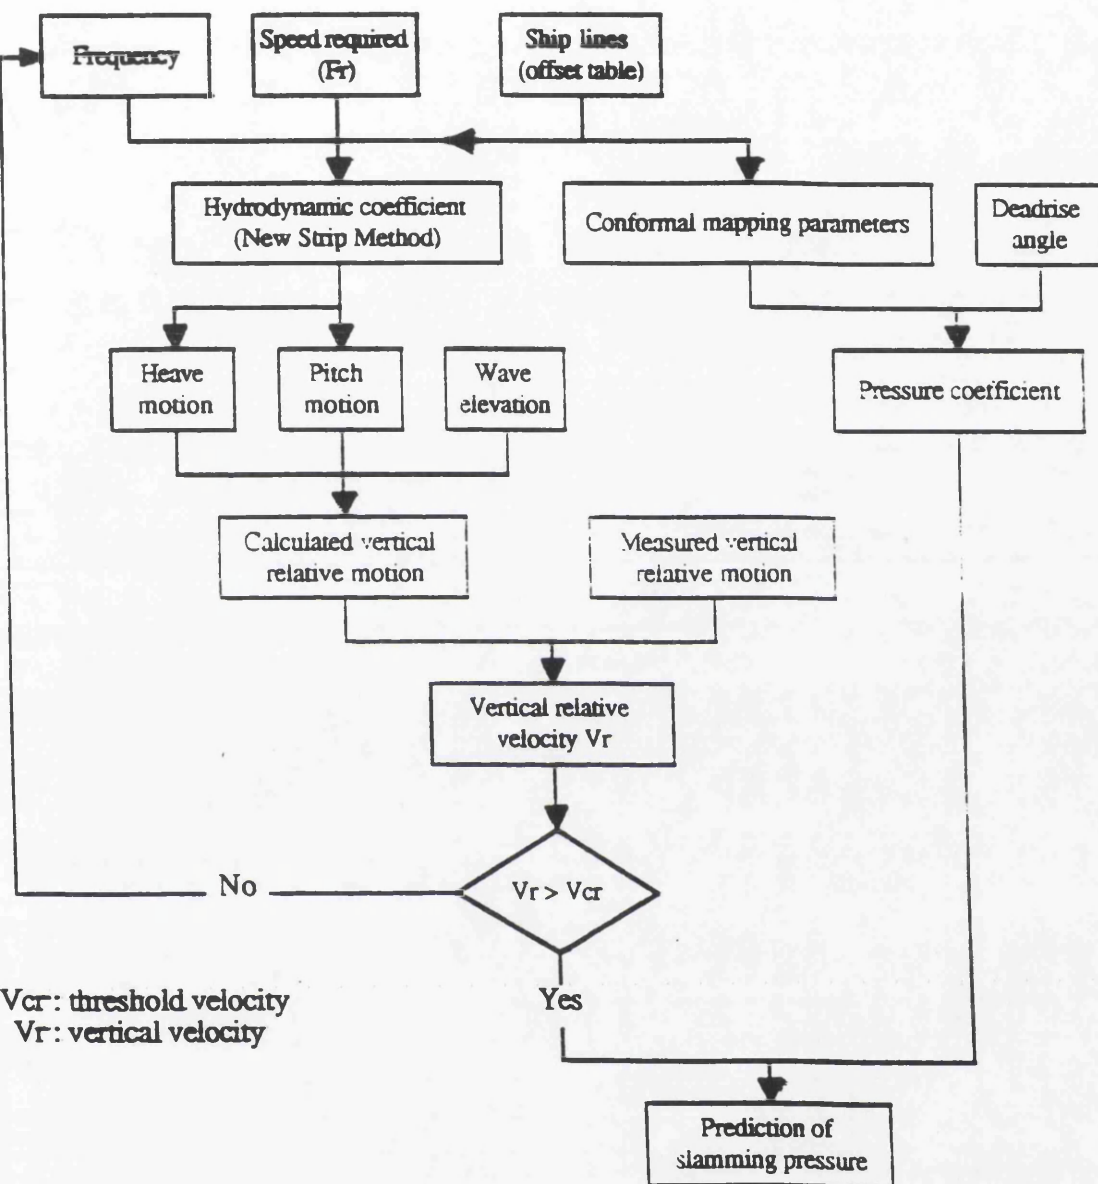 Frequency
Speed required
(Fr)
Ship lines
(offset table)
Hydrodynamic coefficient
(New Strip Method)
Conformal mapping parameters
Deadrise
angle
Heave
motion
Pitch
motion
Wave
elevation
Pressure coefficient
Calculated vertical
relative motion
Measured vertical
relative motion
Vertical relative
velocity Vr
Vr > Vcr
No
Yes
Vcr : threshold velocity
Vr : vertical velocity
Prediction of
slamming pressure